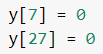 y[7] = 0
y[27] = 0